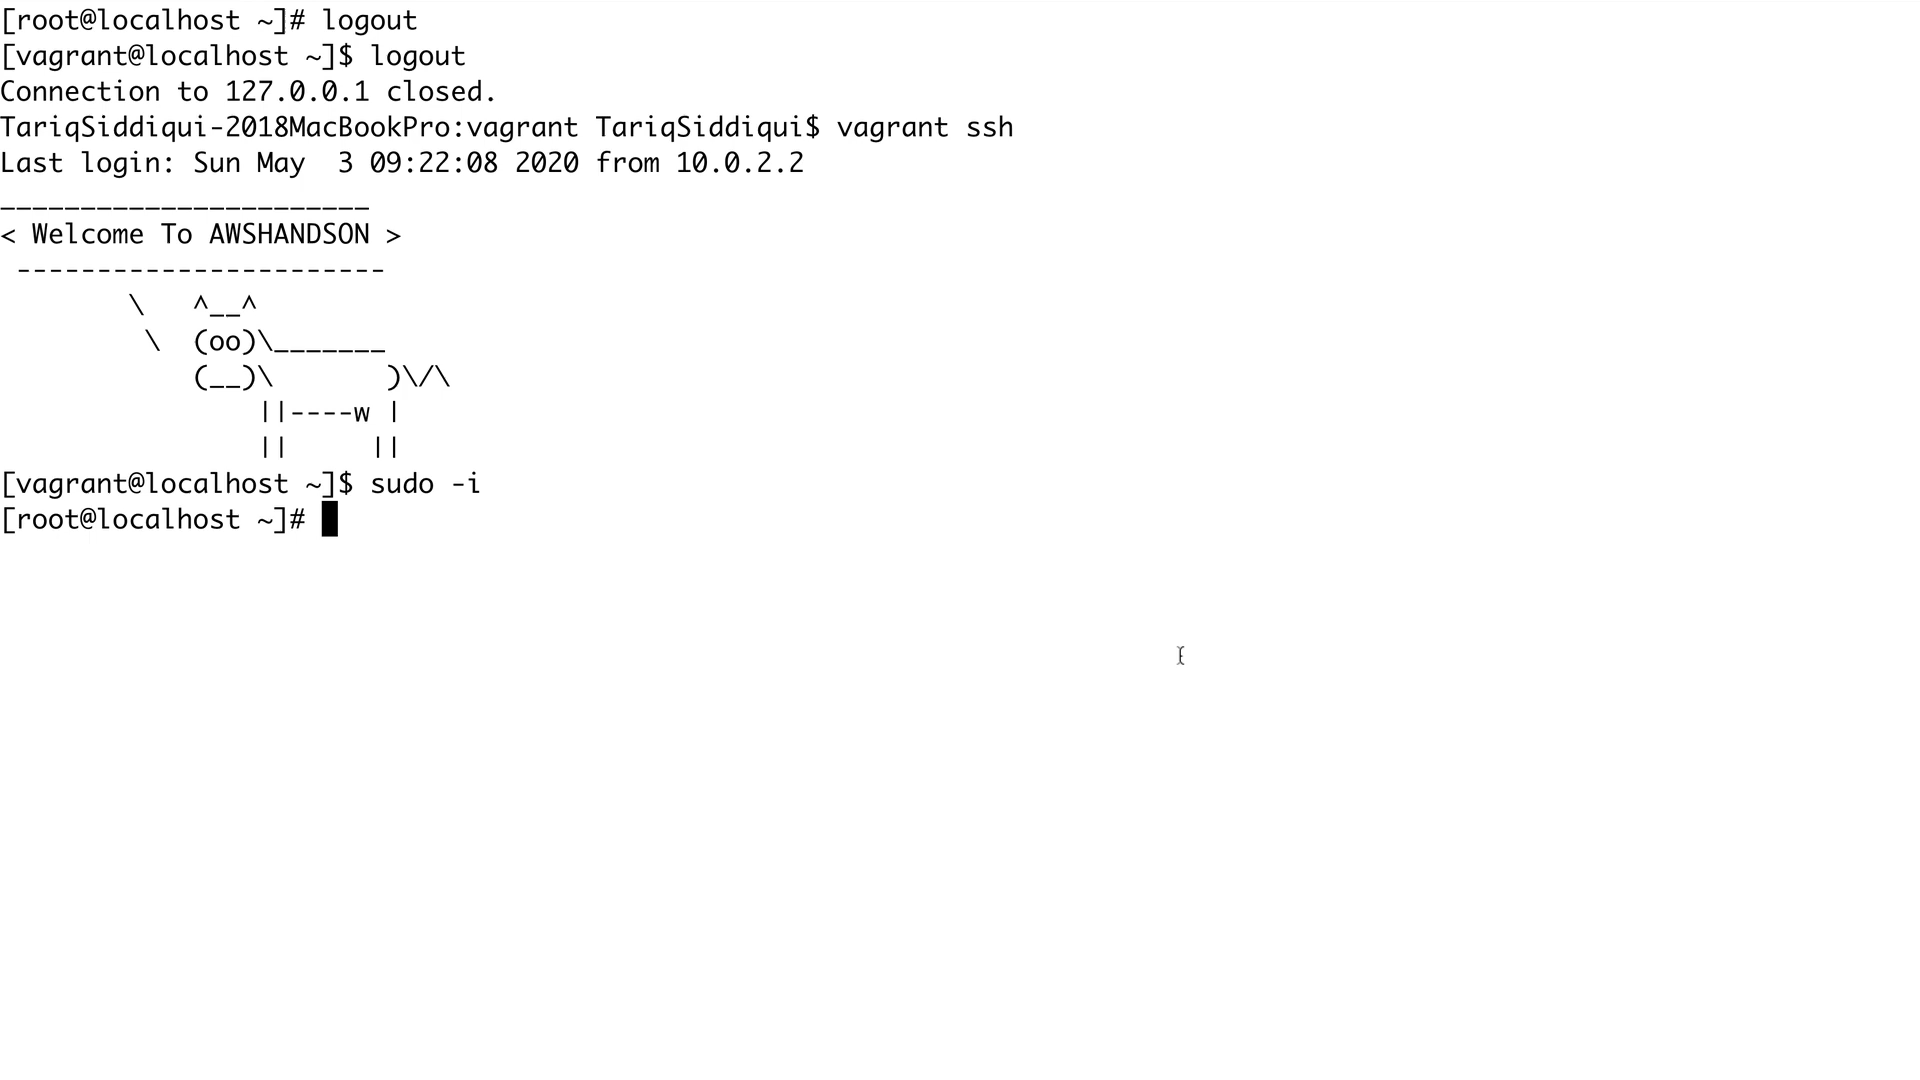 [root@localhost ~]# logout
[vagrant@localhost ~]$ logout
Connection to 127.0.0.1 closed.
TariqSiddiqui-2018MacBookPro:vagrant TariqSiddiqui$ vagrant ssh
Last login: Sun May  3 09:22:08 2020 from 10.0.2.2
_______________________
< Welcome To AWSHANDSON >
 -----------------------
        \   ^__^
         \  (oo)\_______
            (__)\       )\/\
                ||----w |
                ||     ||
[vagrant@localhost ~]$ sudo -i
[root@localhost ~]#